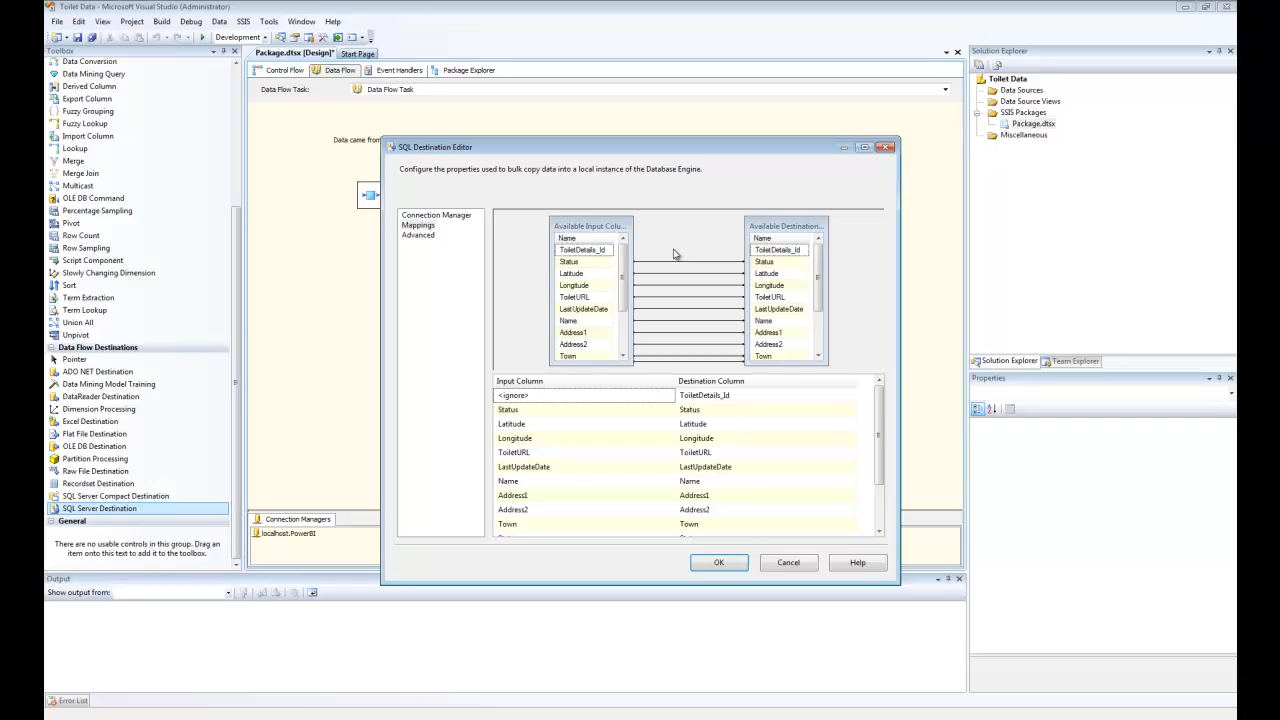 Toilet Data - Microsoft Visual Studio (Administrator)
File Edit View Project Build Debug Data SSIS Tools Window Help
Development
Toolbox
Data Conversion
Data Mining Query
Derived Column
Export Column
Fuzzy Grouping
Fuzzy Lookup
Import Column
Lookup
Merge
Merge Join
Multicast
OLE DB Command
Percentage Sampling
Pivot
Row Count
Row Sampling
Script Component
Slowly Changing Dimension
Sort
Term Extraction
Term Lookup
Union All
Unpivot
Data Flow Destinations
Pointer
ADO NET Destination
Data Mining Model Training
DataReader Destination
Dimension Processing
Excel Destination
Flat File Destination
OLE DB Destination
Partition Processing
Raw File Destination
Recordset Destination
SQL Server Compact Destination
SQL Server Destination
General
There are no usable controls in this group. Drag an
item onto this text to add it to the toolbox.
Package.dtsx [Design]* Start Page
Control Flow Data Flow Event Handlers Package Explorer
Data Flow Task: Data Flow Task
Data came from
SQL Destination Editor
Configure the properties used to bulk copy data into a local instance of the Database Engine.
Connection Manager
Mappings
Advanced
Available Input Colu...
Name
ToiletDetails_Id
Status
Latitude
Longitude
ToiletURL
LastUpdateDate
Name
Address1
Address2
Town
Available Destination...
Name
ToiletDetails_Id
Status
Latitude
Longitude
ToiletURL
LastUpdateDate
Name
Address1
Address2
Town
Input Column Destination Column
<ignore> ToiletDetails_Id
Status Status
Latitude Latitude
Longitude Longitude
ToiletURL ToiletURL
LastUpdateDate LastUpdateDate
Name Name
Address1 Address1
Address2 Address2
Town Town
OK Cancel Help
Connection Managers
localhost.PowerBI
Solution Explorer
Toilet Data
Data Sources
Data Source Views
SSIS Packages
Package.dtsx
Miscellaneous
Solution Explorer Team Explorer
Properties
Output
Show output from:
Error List